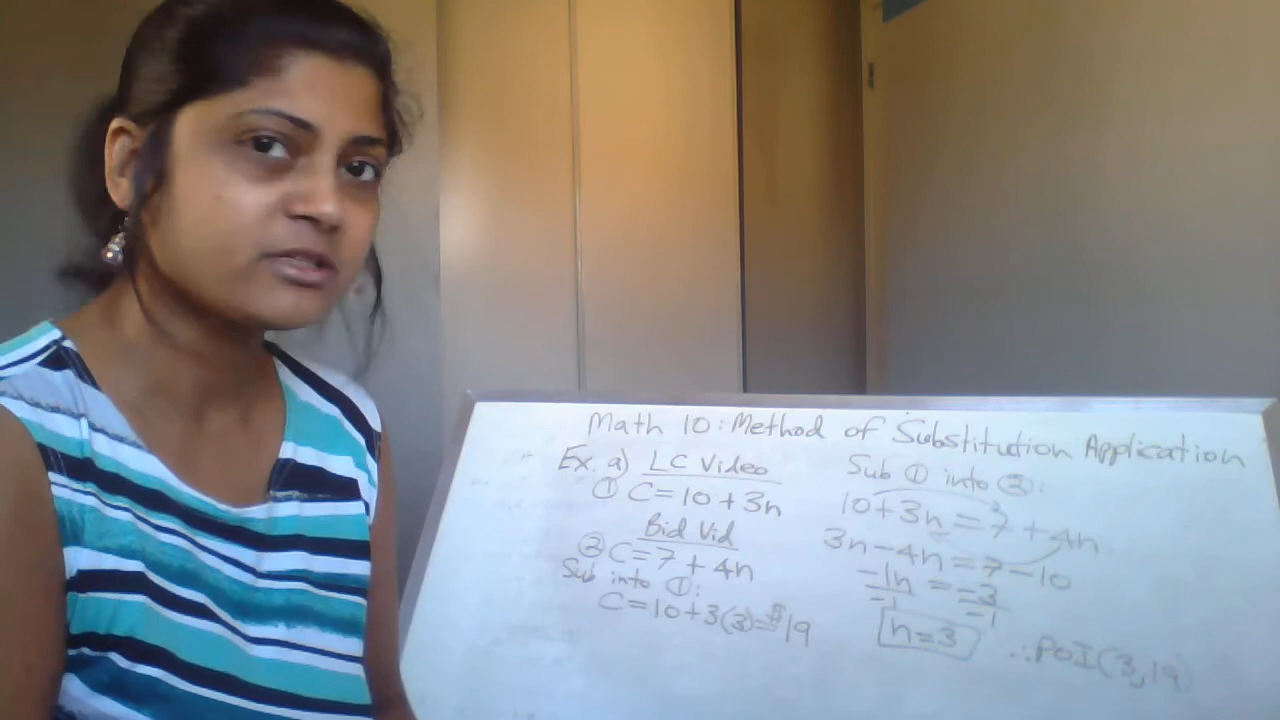 Math 10: Method of Substitution Application
Ex. a) LC Video
① C=10+3n
Bid Vid
② C=7+4n
Sub into ①:
C=10+3(3)=19
Sub ① into ②:
10+3n=7+4n
3n-4n=7-10
-1n=-3
-1 -1
n=3
∴POI(3,19)